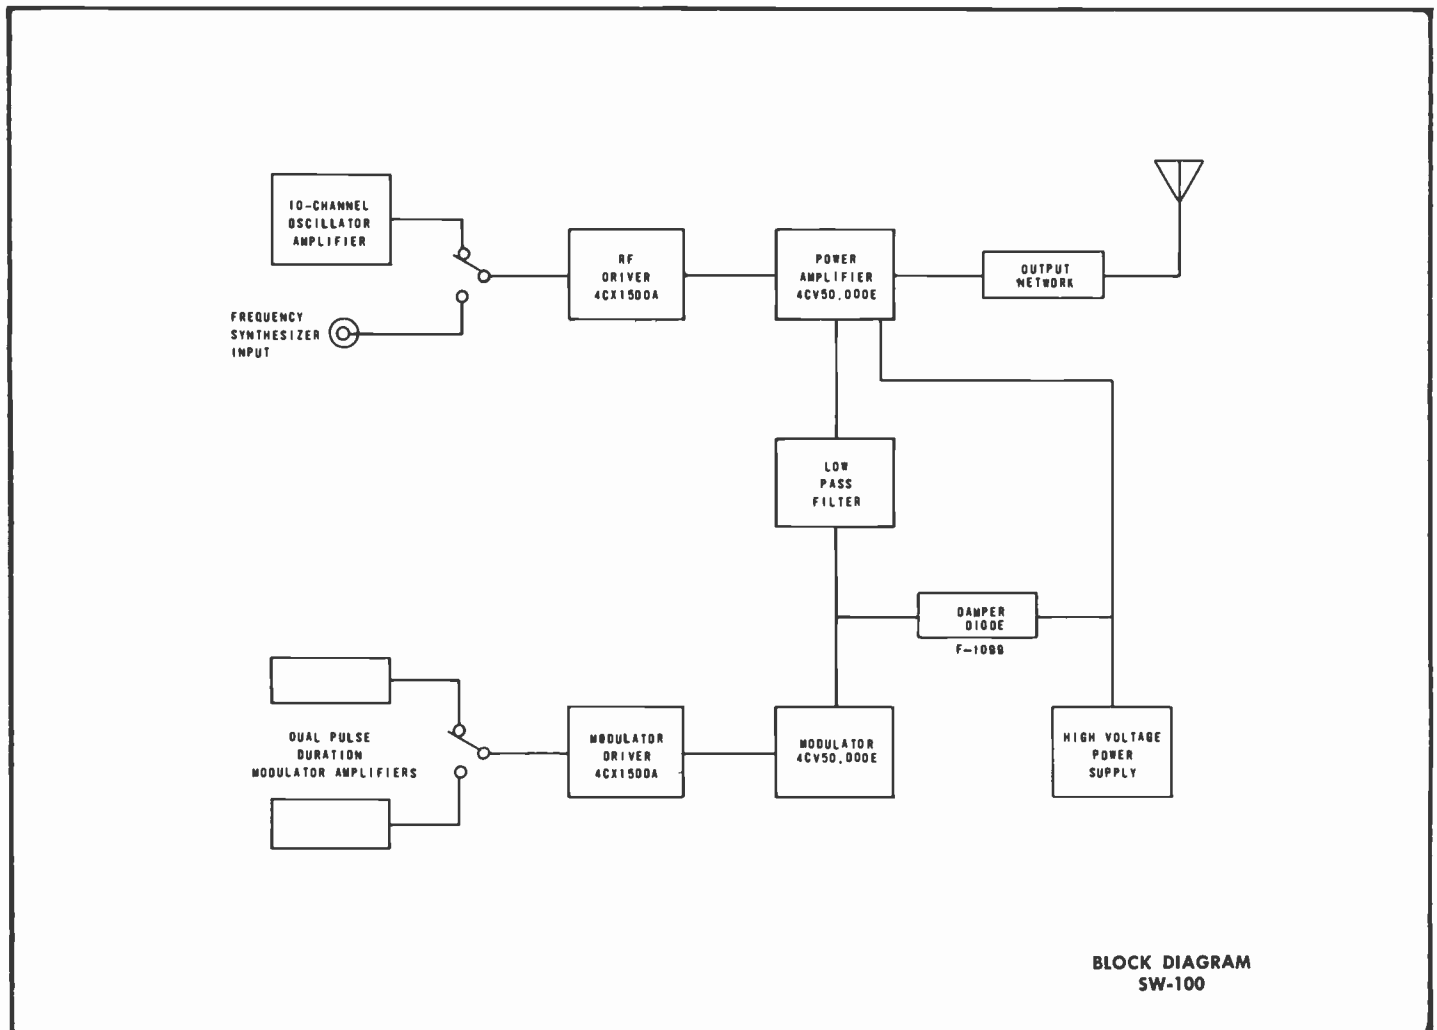 10-CHANNEL
OSCILLATOR
AMPLIFIER
FREQUENCY
SYNTHESIZER
INPUT
RF
DRIVER
4CX1500A
POWER
AMPLIFIER
4CV50,000E
OUTPUT
NETWORK
LOW
PASS
FILTER
DAMPER
DIODE
F-1099
DUAL PULSE
DURATION
MODULATOR AMPLIFIERS
MODULATOR
DRIVER
4CX1500A
MODULATOR
4CV50,000E
HIGH VOLTAGE
POWER
SUPPLY
BLOCK DIAGRAM
SW-100